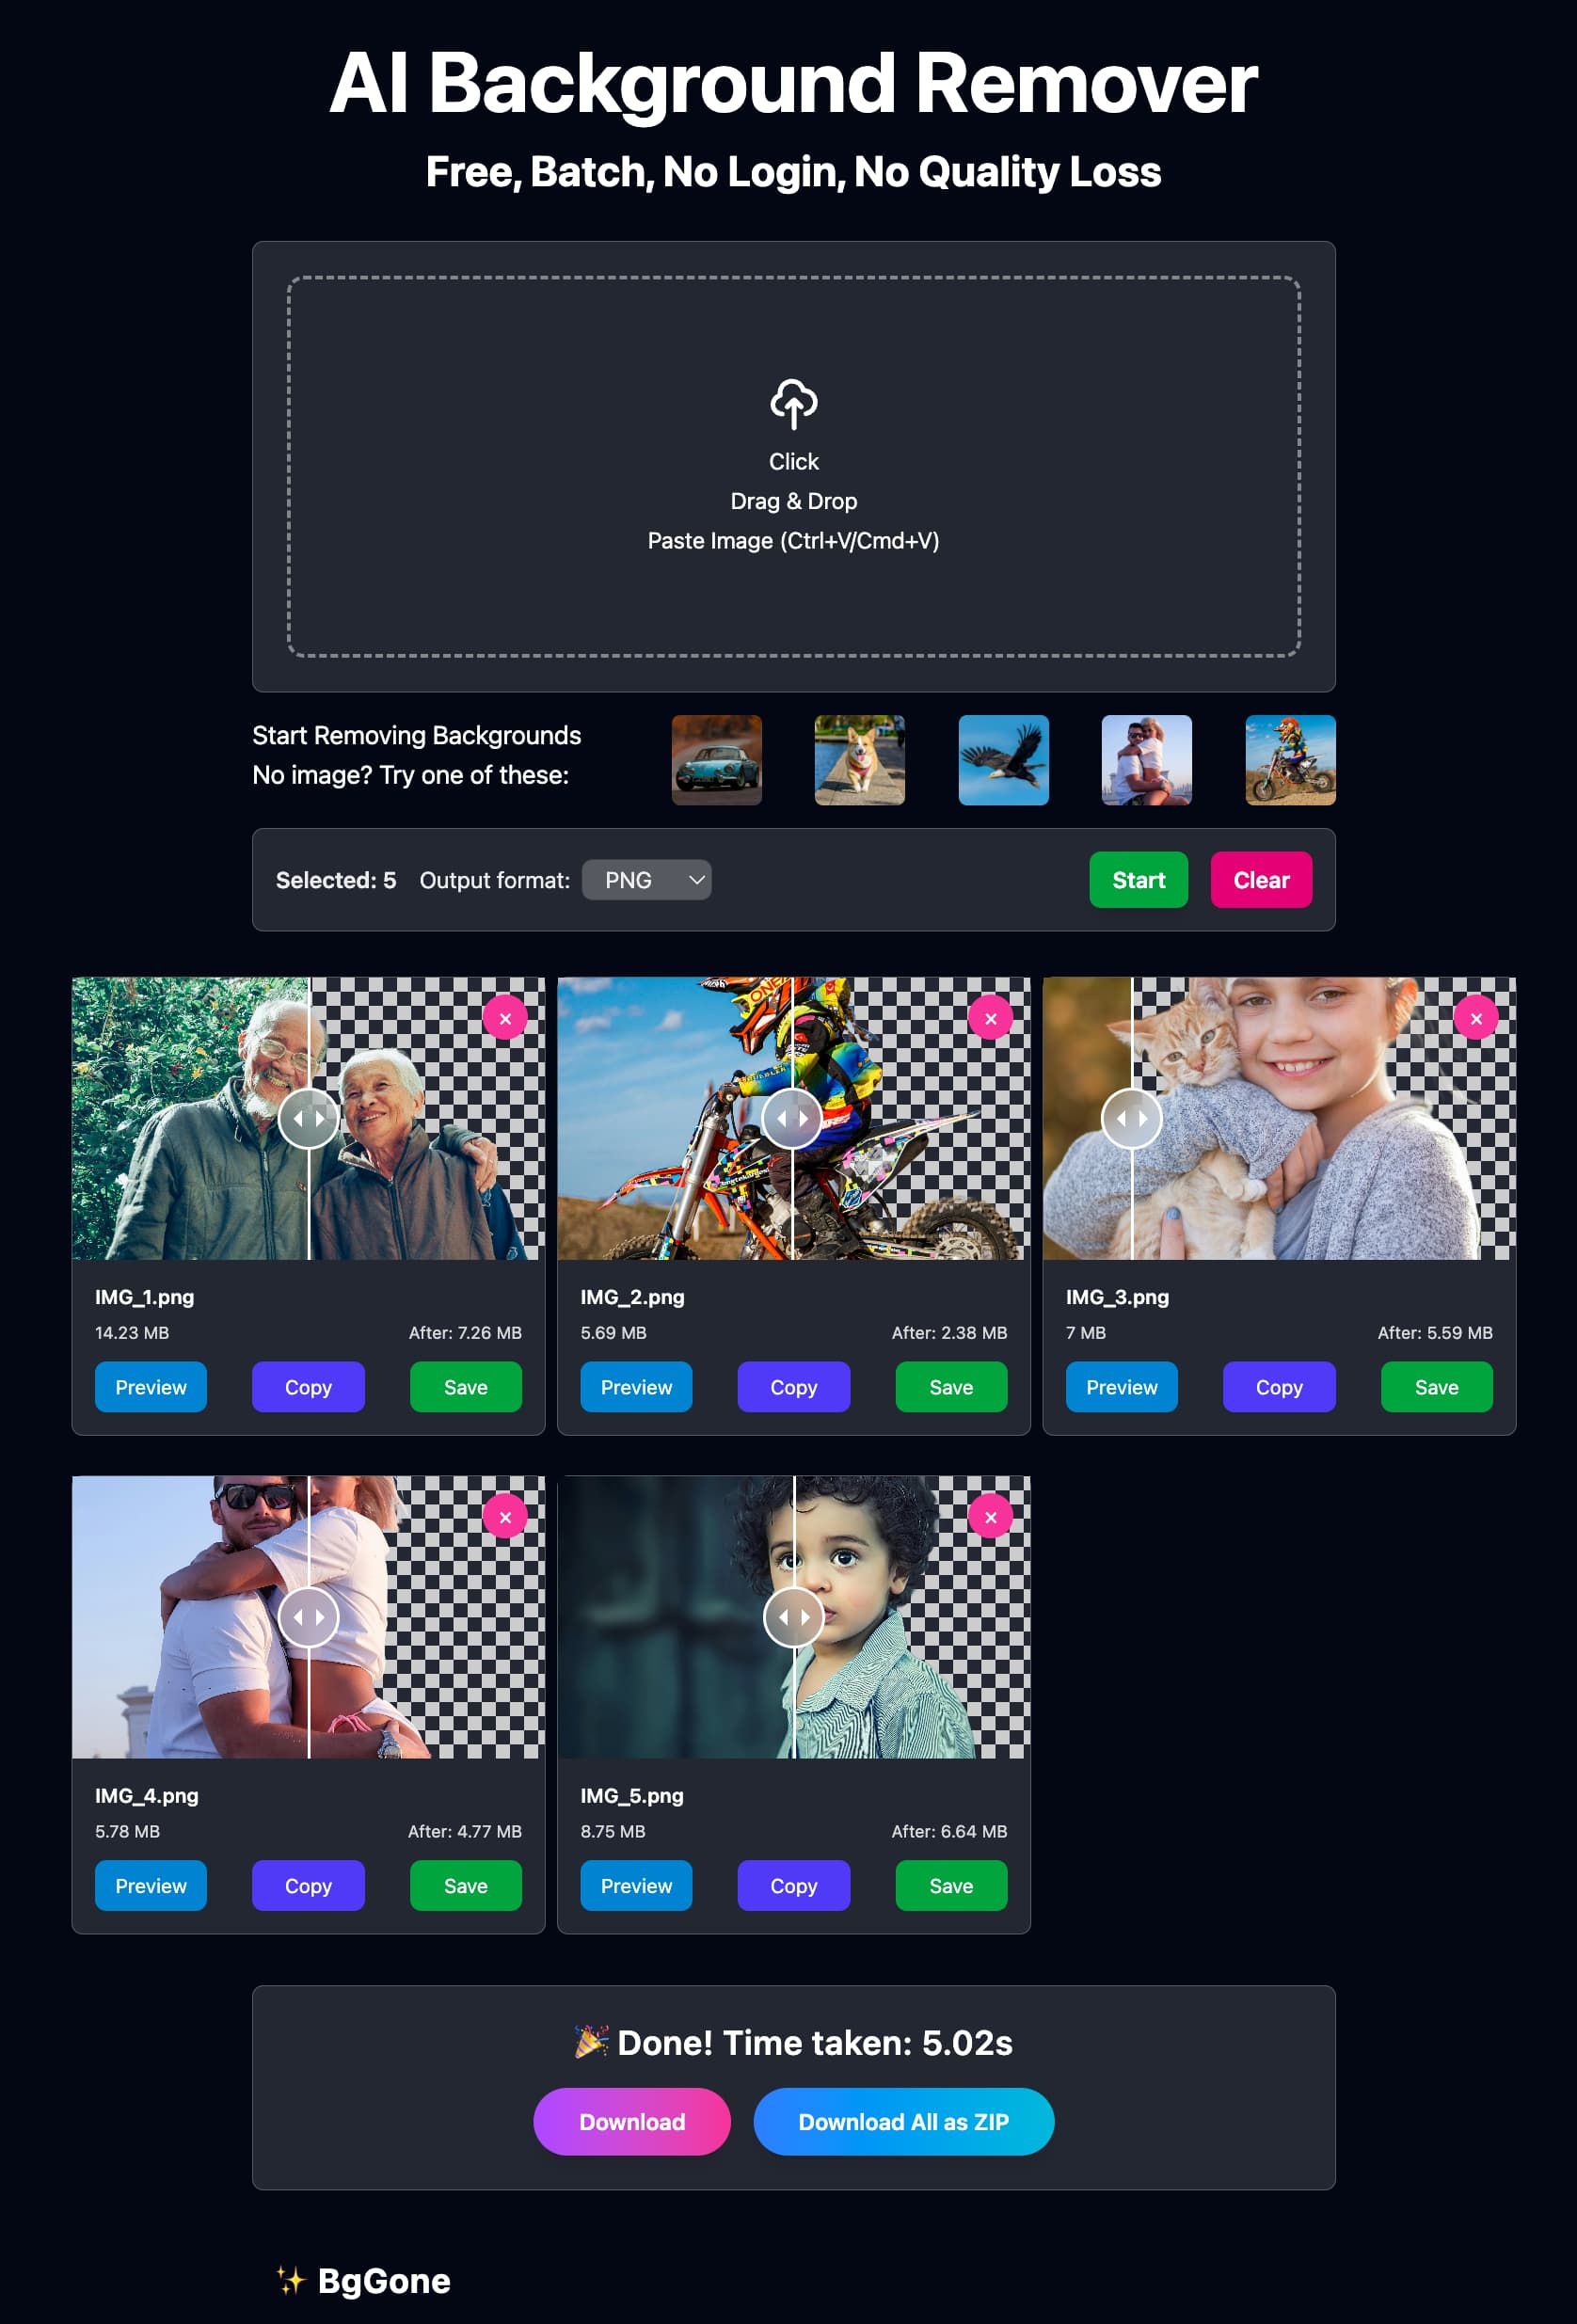 AI Background Remover
Free, Batch, No Login, No Quality Loss
Click
Drag & Drop
Paste Image (Ctrl+V/Cmd+V)
Start Removing Backgrounds
No image? Try one of these:
Selected: 5 Output format: PNG Start Clear
IMG_1.png
14.23 MB After: 7.26 MB
Preview Copy Save
IMG_2.png
5.69 MB After: 2.38 MB
Preview Copy Save
IMG_3.png
7 MB After: 5.59 MB
Preview Copy Save
IMG_4.png
5.78 MB After: 4.77 MB
Preview Copy Save
IMG_5.png
8.75 MB After: 6.64 MB
Preview Copy Save
🎉 Done! Time taken: 5.02s
Download Download All as ZIP
✨ BgGone